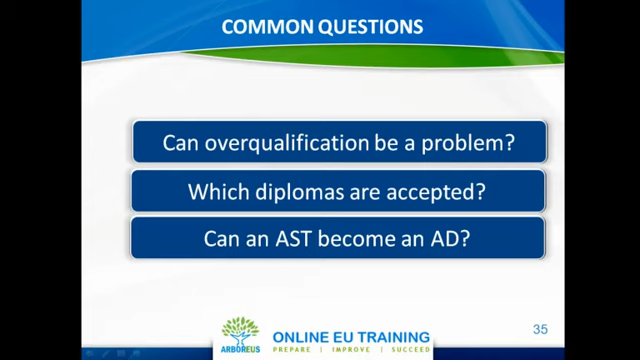 COMMON QUESTIONS
Can overqualification be a problem?
Which diplomas are accepted?
Can an AST become an AD?
35
ARBOREUS
ONLINE EU TRAINING
PREPARE | IMPROVE | SUCCEED